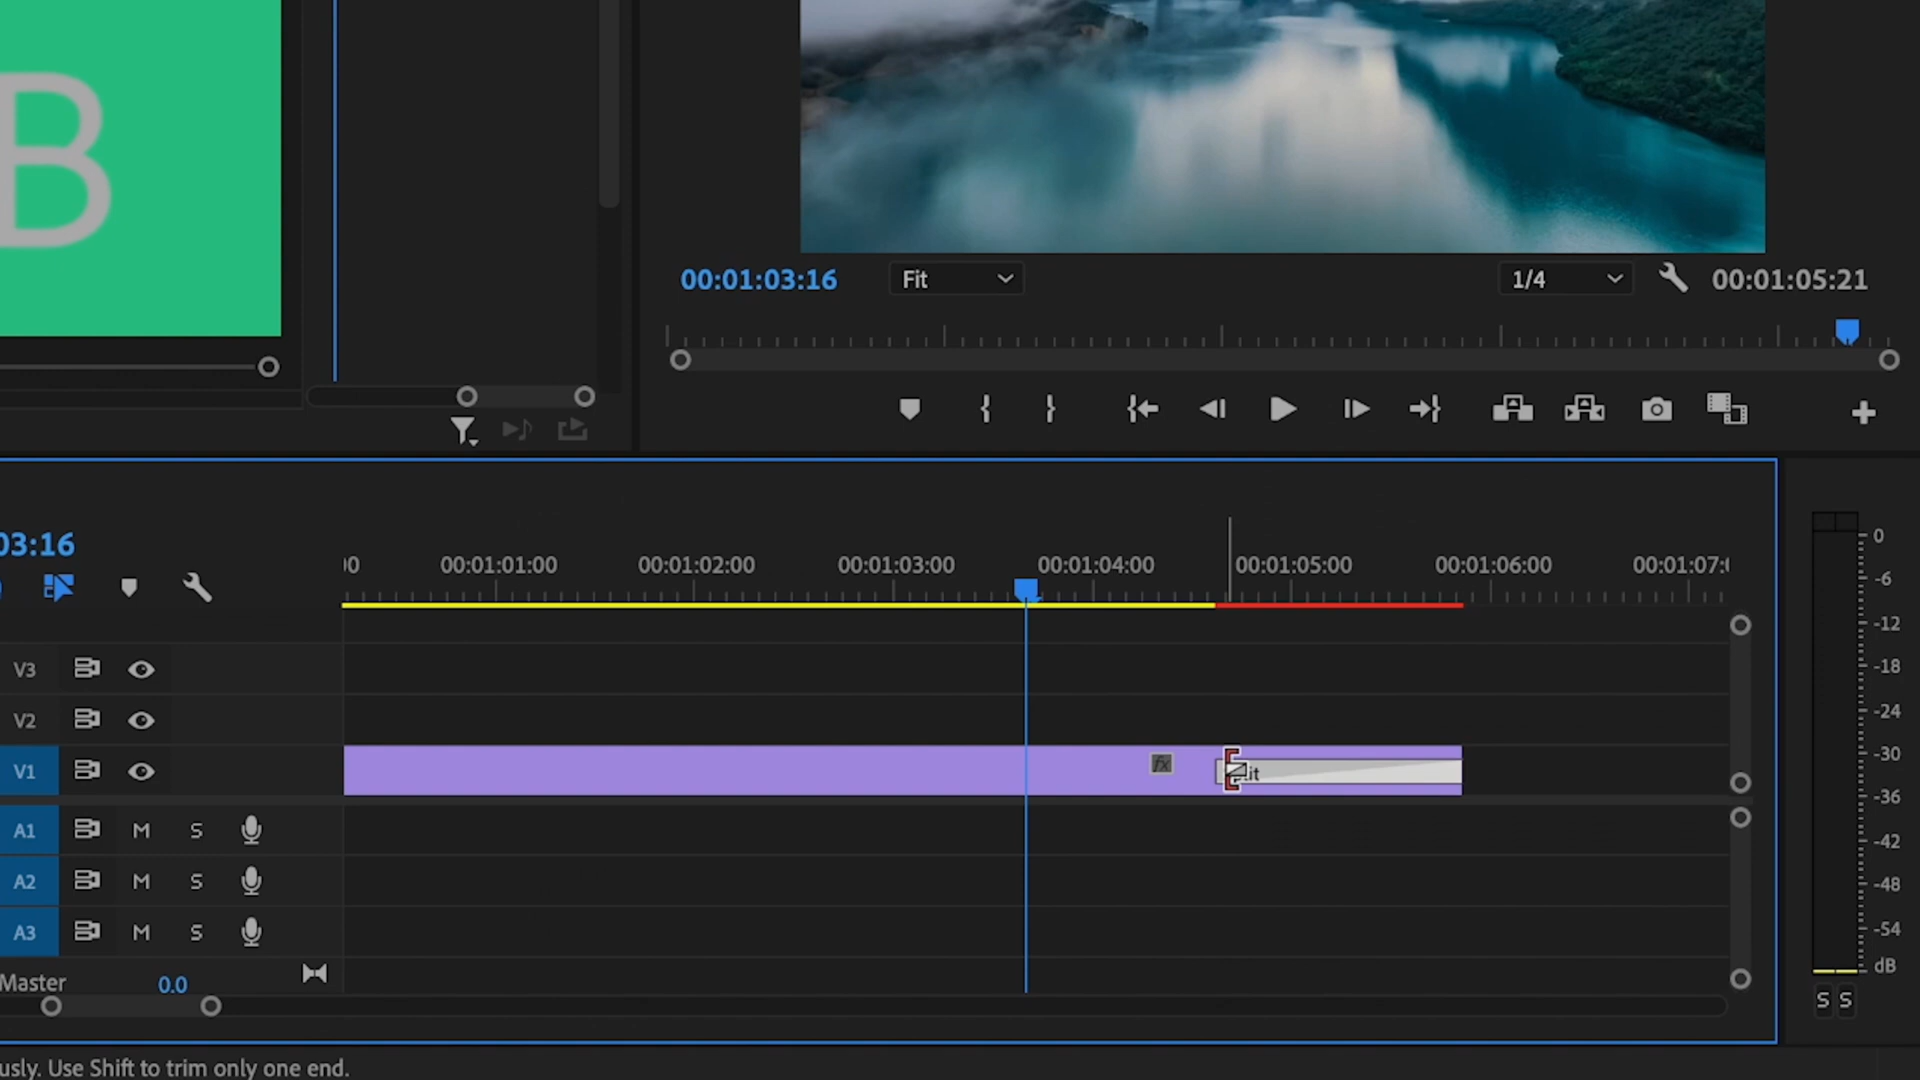 B
00:01:03:16 Fit 1/4 00:01:05:21
03:16
00 00:01:01:00 00:01:02:00 00:01:03:00 00:01:04:00 00:01:05:00 00:01:06:00 00:01:07:0
V3
V2
V1 fx it
A1 M S
A2 M S
A3 M S
Master 0.0
0
-6
-12
-18
-24
-30
-36
-42
-48
-54
dB
S S
usly. Use Shift to trim only one end.